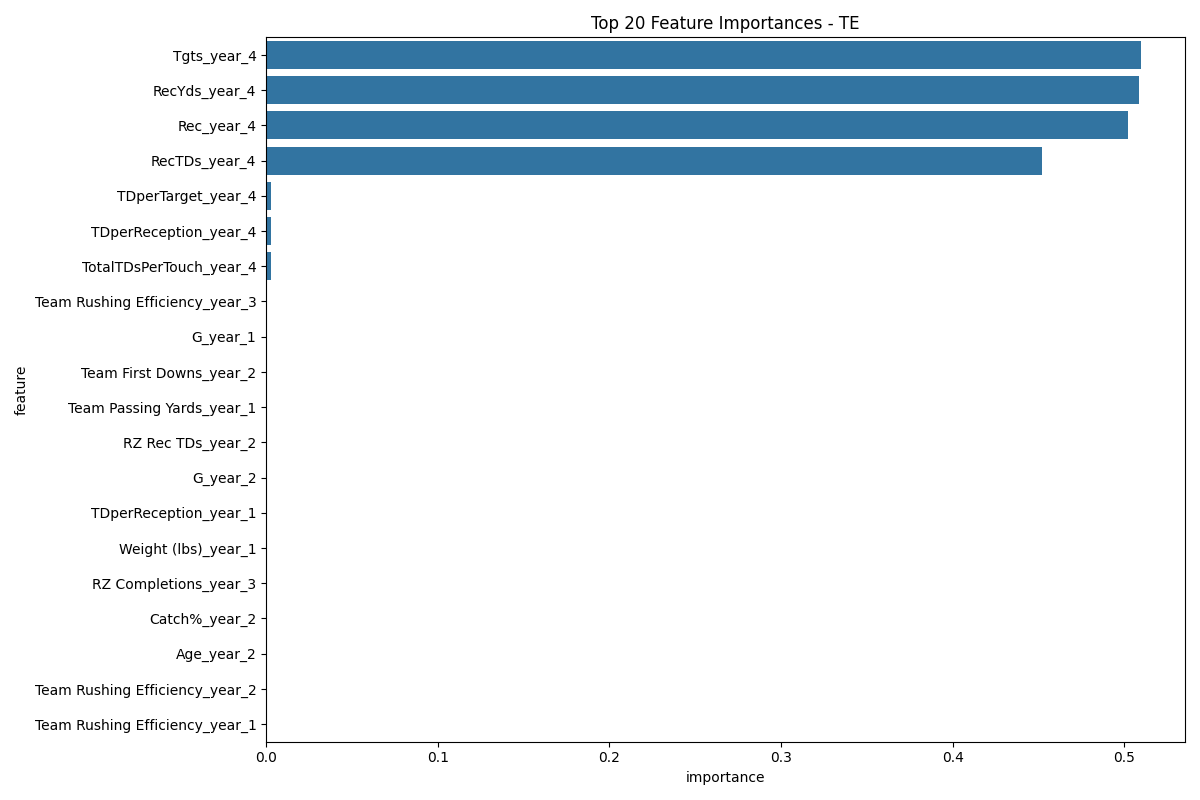 Top 20 Feature Importances - TE
Tgts_year_4
RecYds_year_4
Rec_year_4
RecTDs_year_4
TDperTarget_year_4
TDperReception_year_4
TotalTDsPerTouch_year_4
Team Rushing Efficiency_year_3
G_year_1
Team First Downs_year_2
Team Passing Yards_year_1
RZ Rec TDs_year_2
G_year_2
TDperReception_year_1
Weight (lbs)_year_1
RZ Completions_year_3
Catch%_year_2
Age_year_2
Team Rushing Efficiency_year_2
Team Rushing Efficiency_year_1
feature
0.0 0.1 0.2 0.3 0.4 0.5
importance